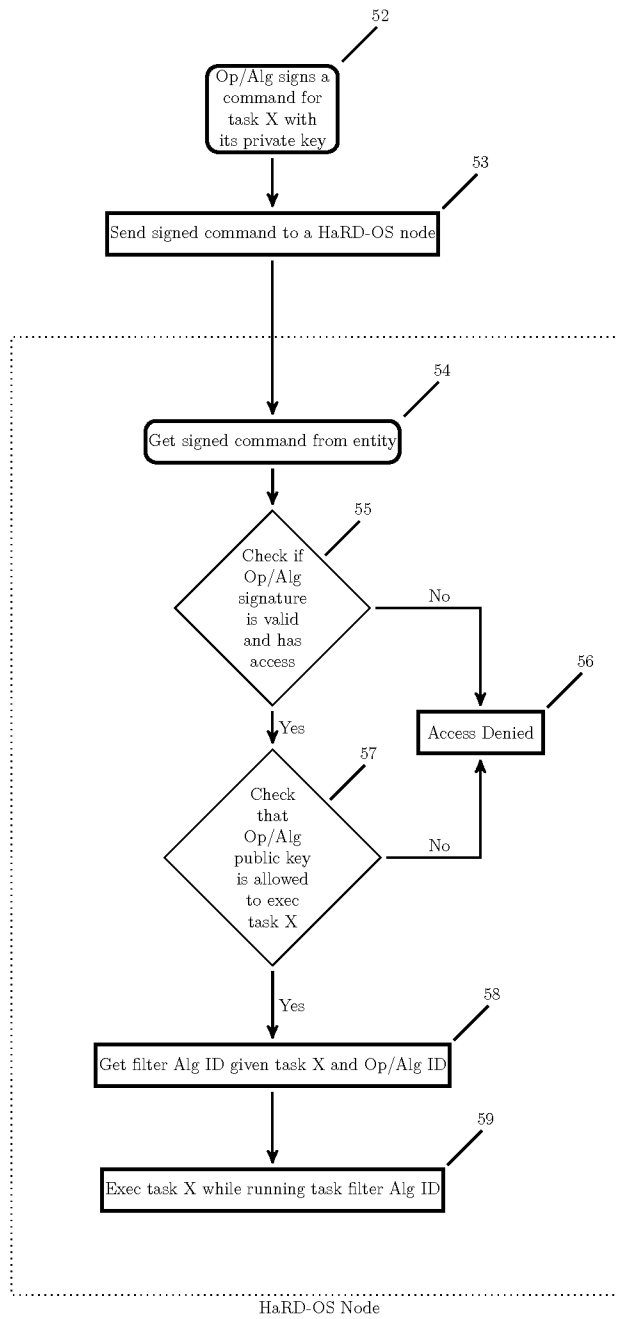 52
Op/Alg signs a
command for
task X with
its private key
53
Send signed command to a HaRD-OS node
54
Get signed command from entity
55
Check if
Op/Alg
signature
is valid
and has
access
No
56
Access Denied
Yes
57
Check
that
Op/Alg
public key
is allowed
to exec
task X
No
Yes
58
Get filter Alg ID given task X and Op/Alg ID
59
Exec task X while running task filter Alg ID
HaRD-OS Node